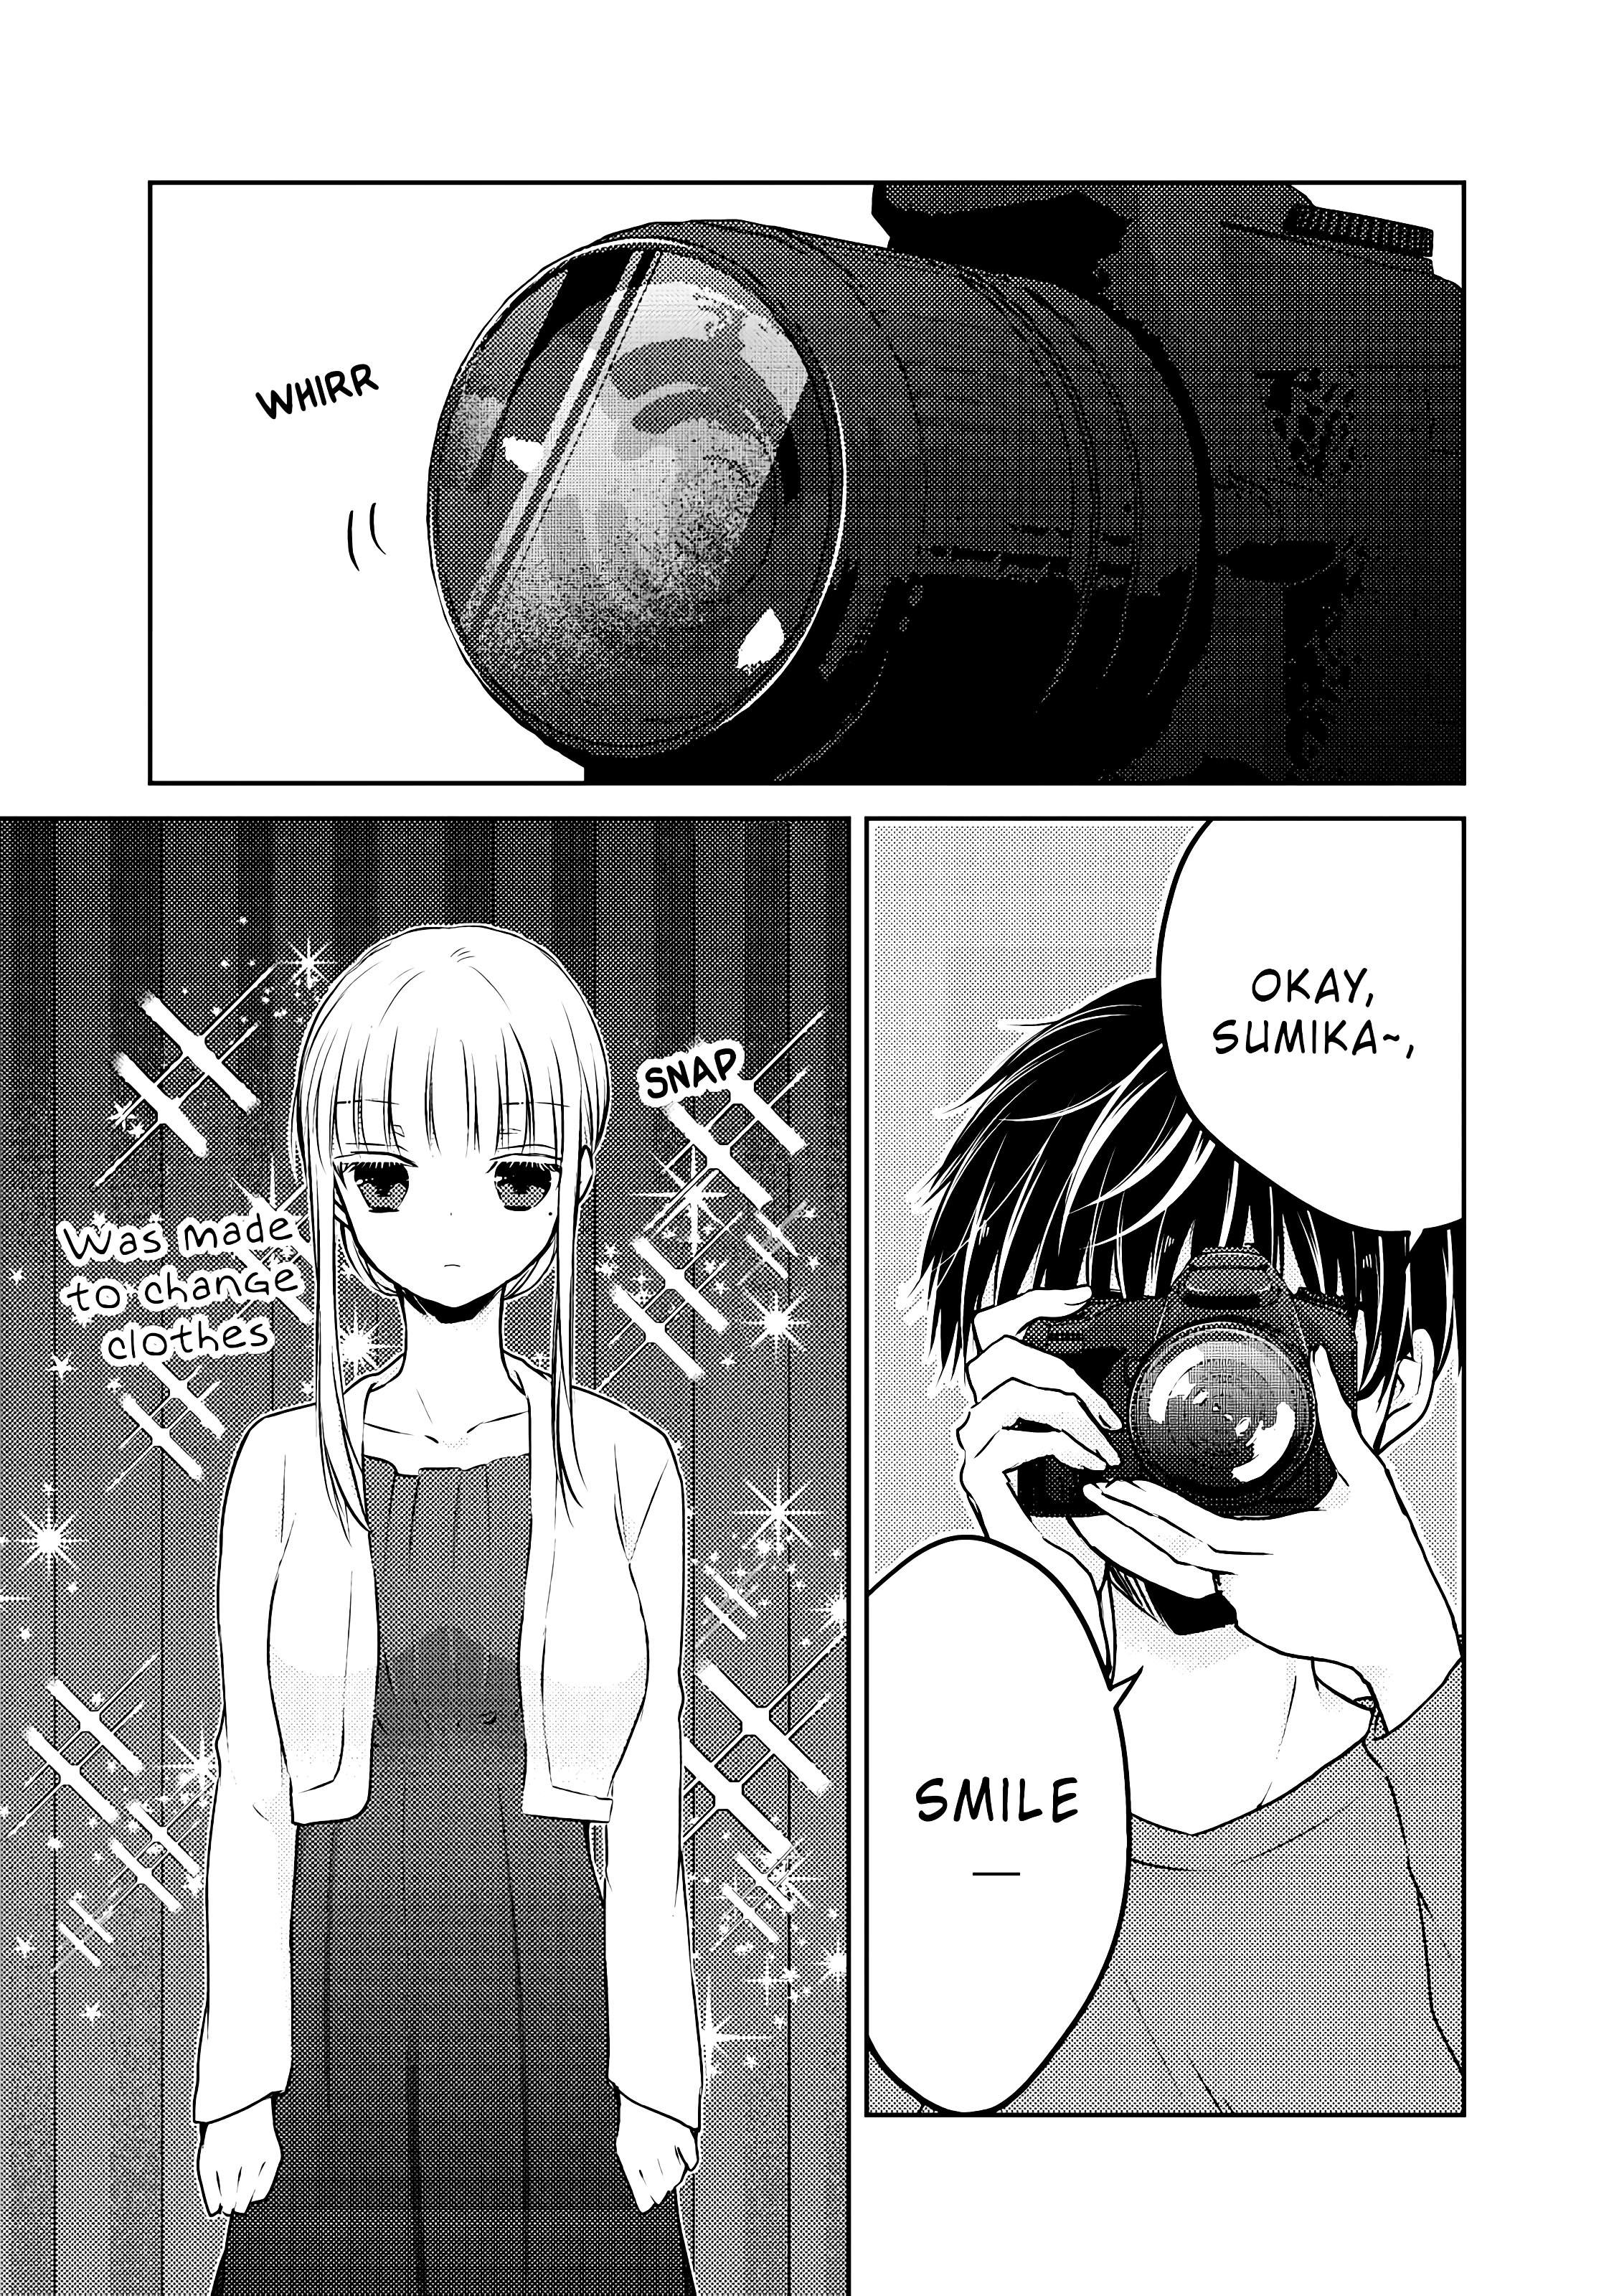 WHIRR
OKAY,
SUMIKA~,
SMILE
—
SNAP
Was made
to change
clothes